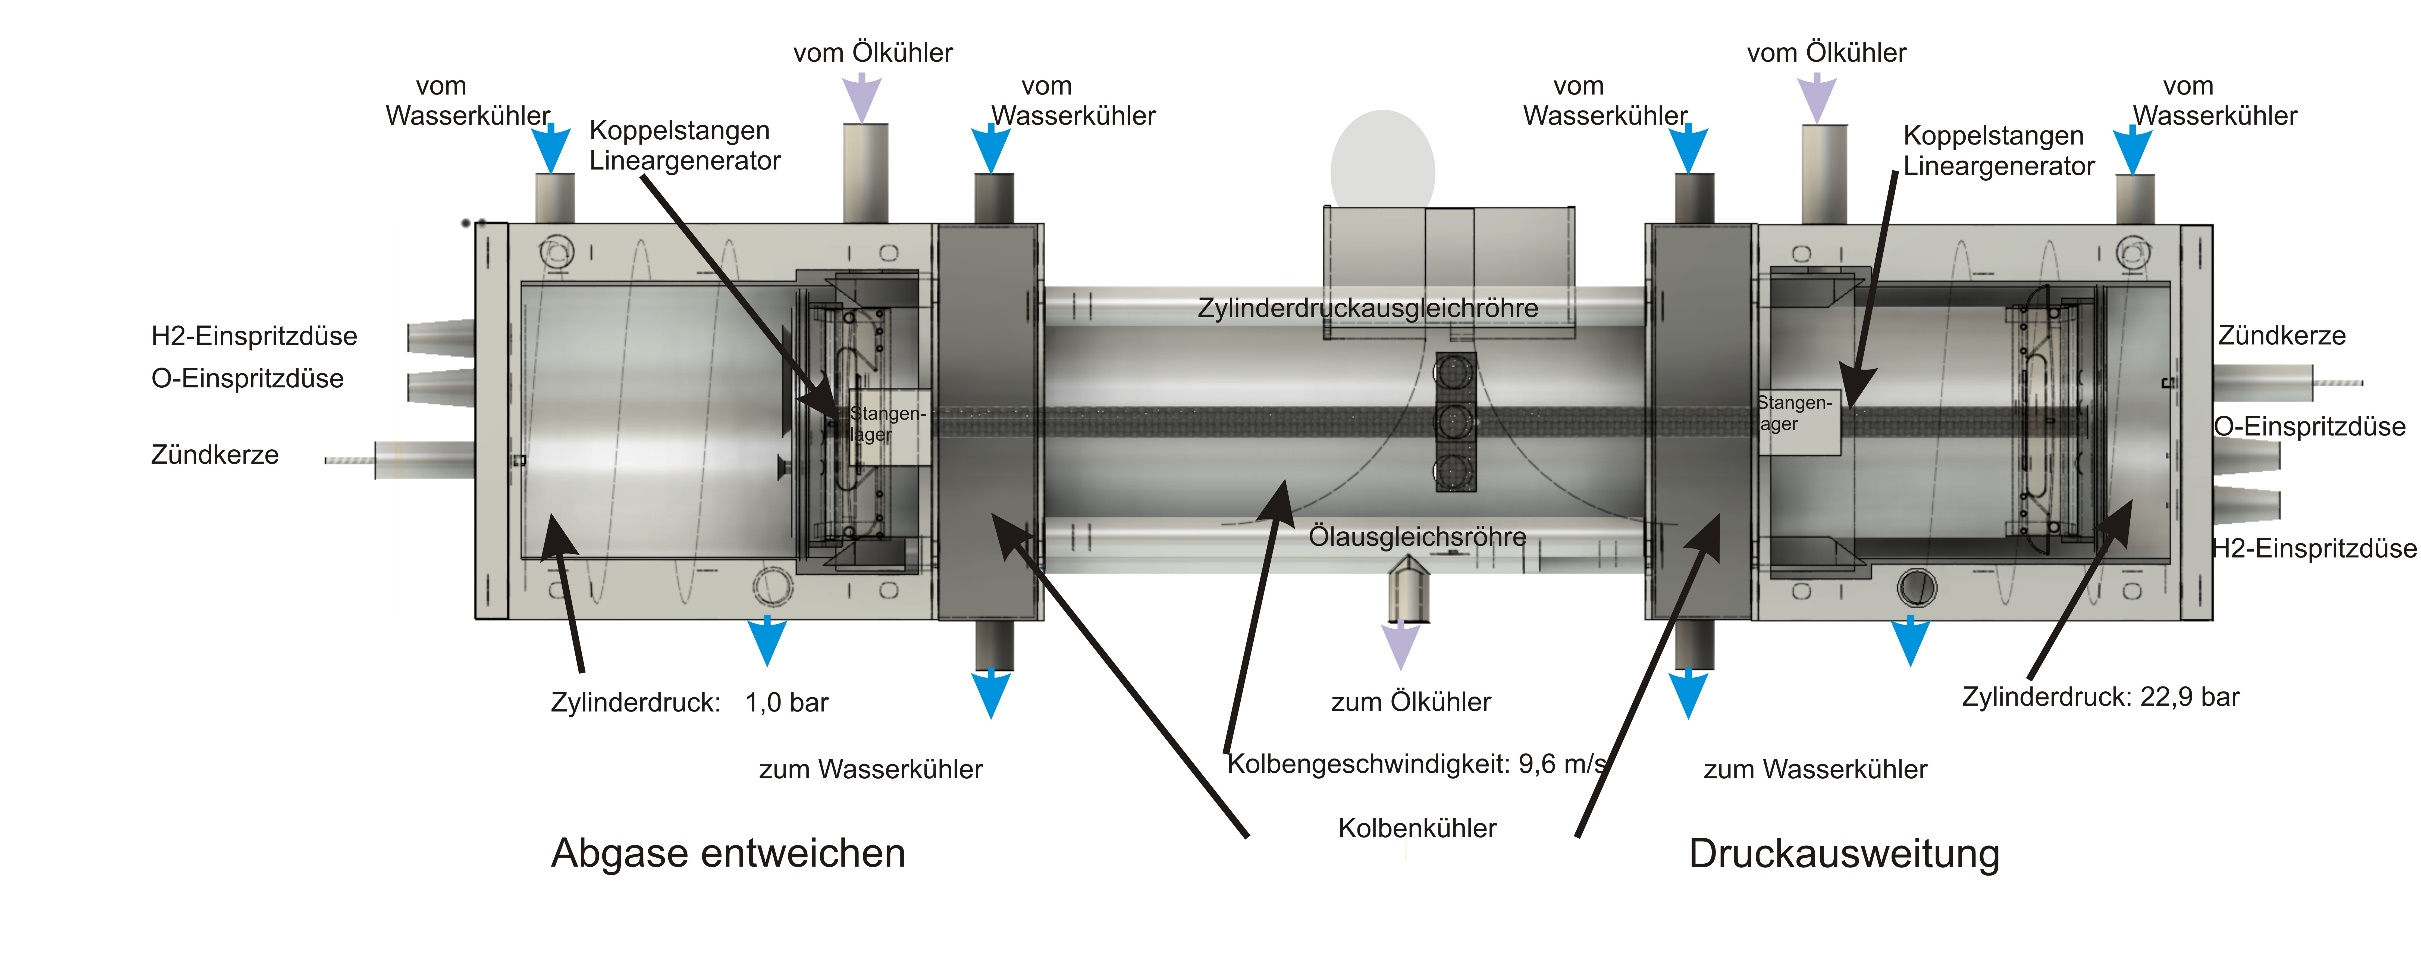 vom Ölkühler
vom Ölkühler
vom
Wasserkühler
vom
Wasserkühler
vom
Wasserkühler
vom
Wasserkühler
Koppelstangen
Lineargenerator
Koppelstangen
Lineargenerator
Zylinderdruckausgleichröhre
H2-Einspritzdüse
O-Einspritzdüse
Zündkerze
Stangen-
lager
Stangen-
lager
Zündkerze
O-Einspritzdüse
H2-Einspritzdüse
Ölausgleichsröhre
Zylinderdruck: 1,0 bar
zum Ölkühler
Zylinderdruck: 22,9 bar
zum Wasserkühler
Kolbengeschwindigkeit: 9,6 m/s
zum Wasserkühler
Kolbenkühler
Abgase entweichen
Druckausweitung